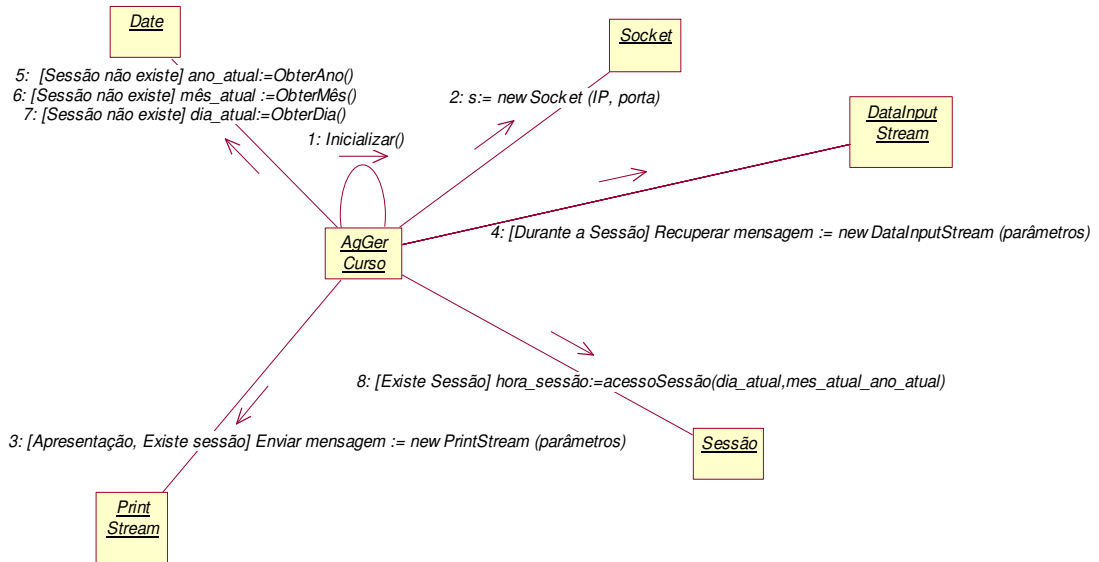 Date
Socket
5: [Sessão não existe] ano_atual:=ObterAno()
6: [Sessão não existe] mês_atual :=ObterMês()
7: [Sessão não existe] dia_atual:=ObterDia()
2: s:= new Socket (IP, porta)
1: Inicializar()
DataInput
Stream
4: [Durante a Sessão] Recuperar mensagem := new DataInputStream (parâmetros)
AgGer
Curso
8: [Existe Sessão] hora_sessão:=acessoSessão(dia_atual,mes_atual_ano_atual)
3: [Apresentação, Existe sessão] Enviar mensagem := new PrintStream (parâmetros)
Sessão
Print
Stream